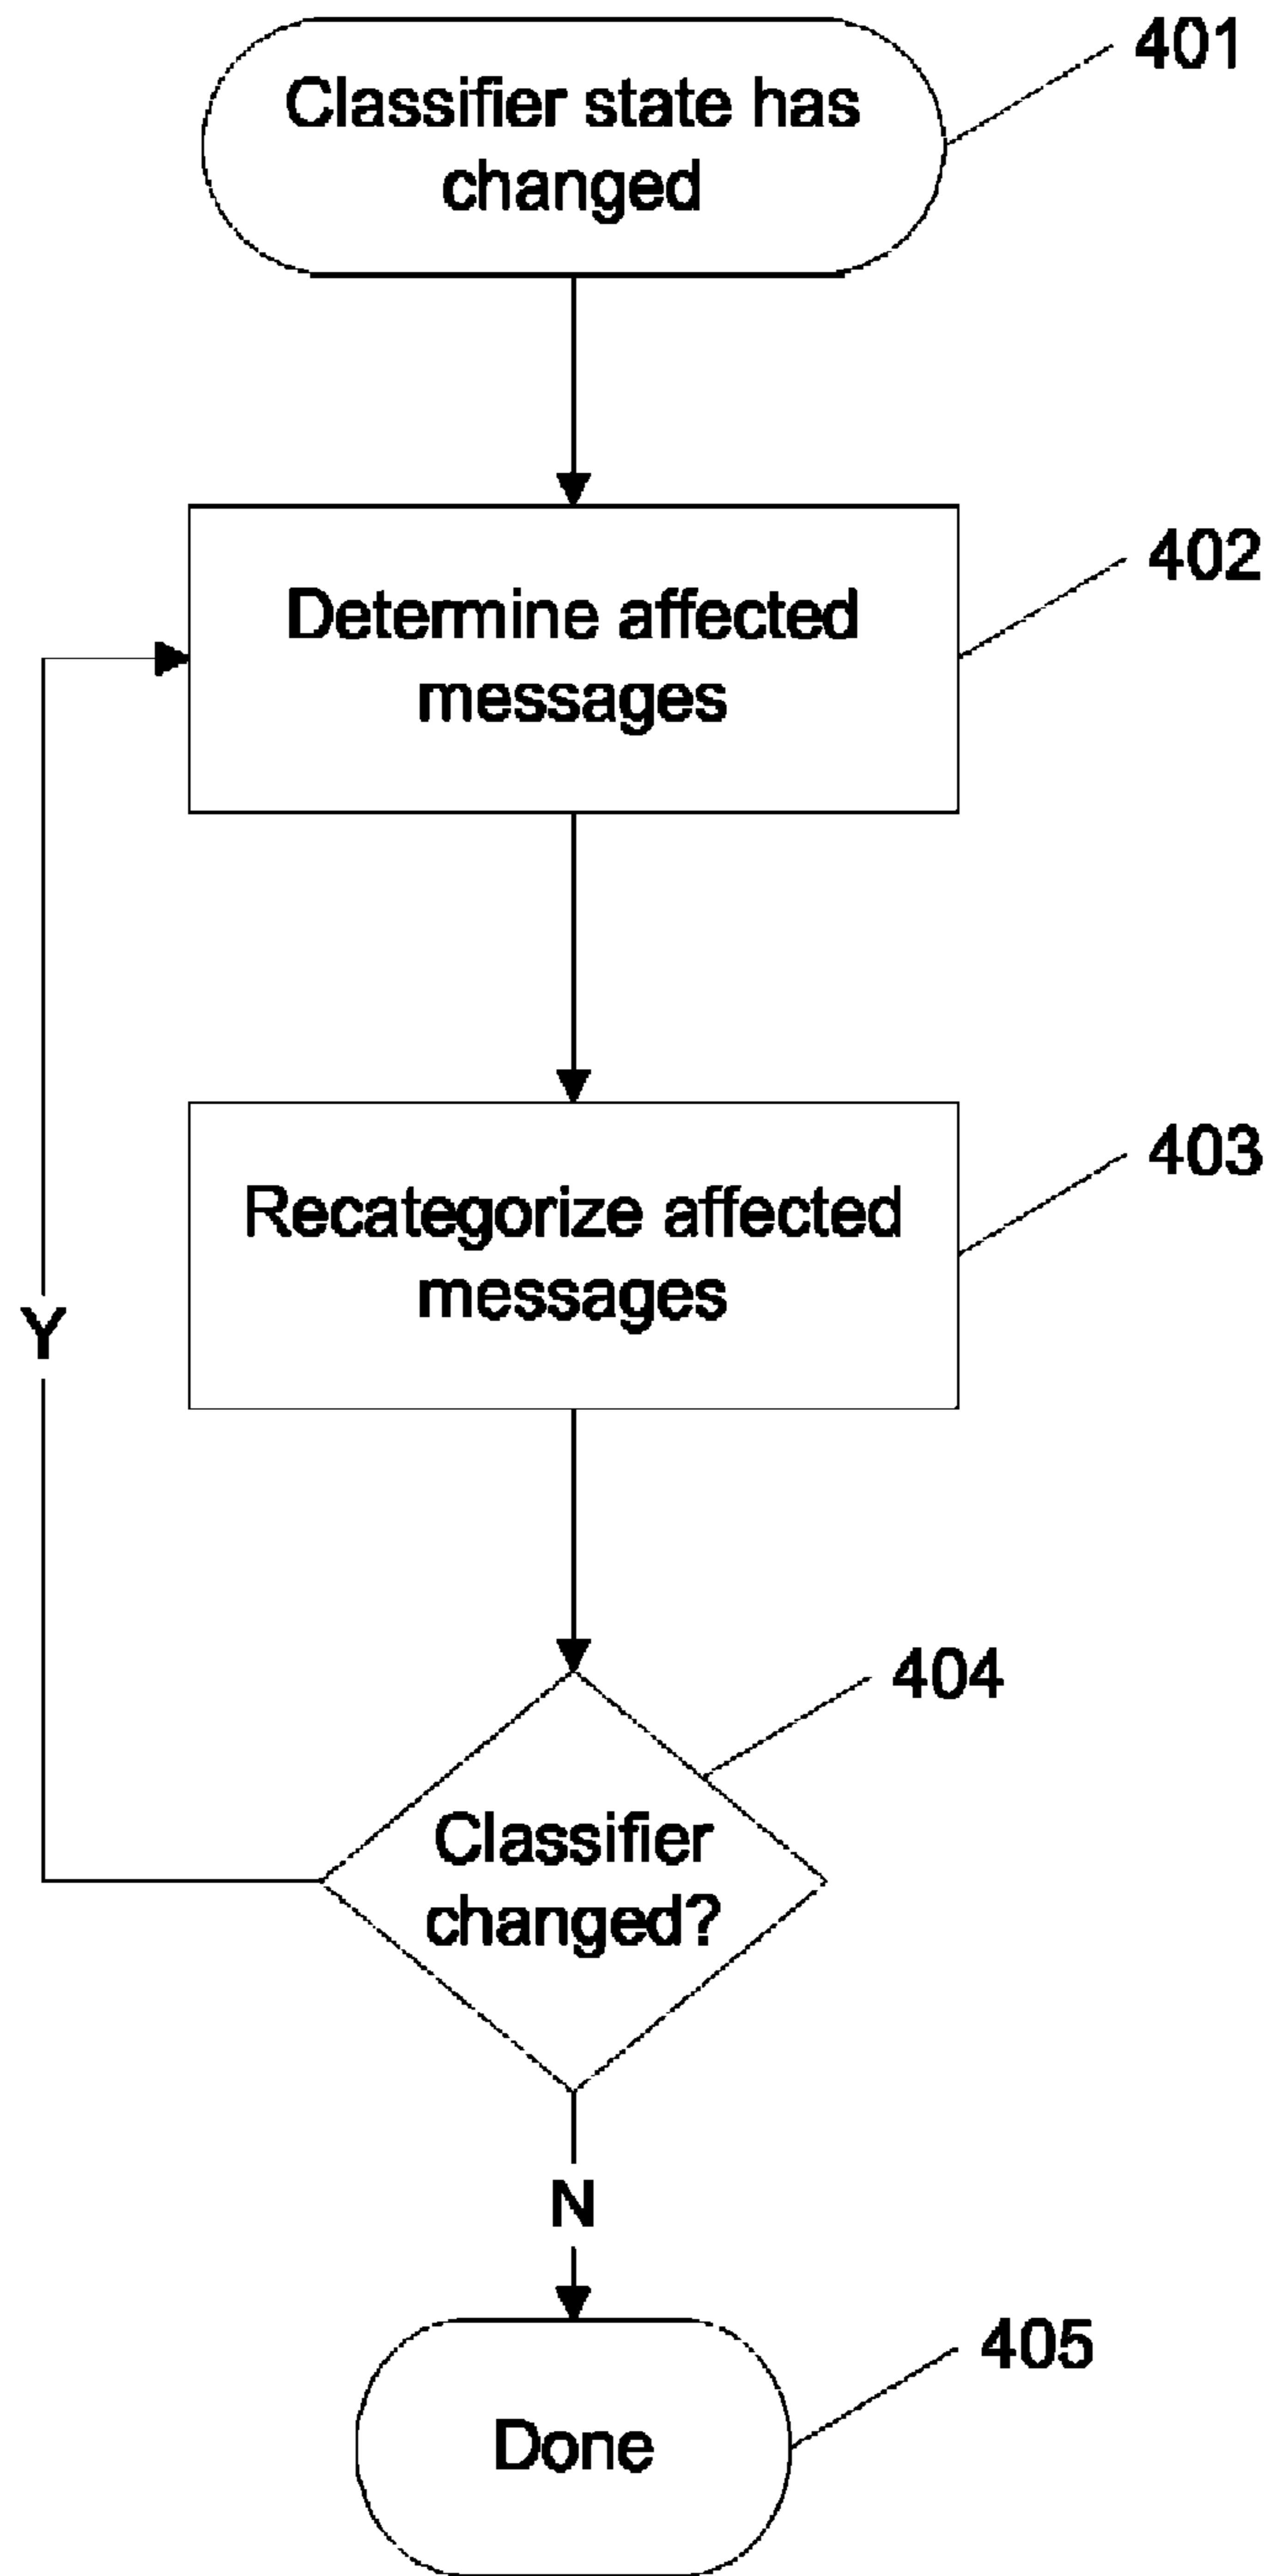 401
Classifier state has
changed
402
Determine affected
messages
403
Recategorize affected
messages
Y
404
Classifier
changed?
N
405
Done